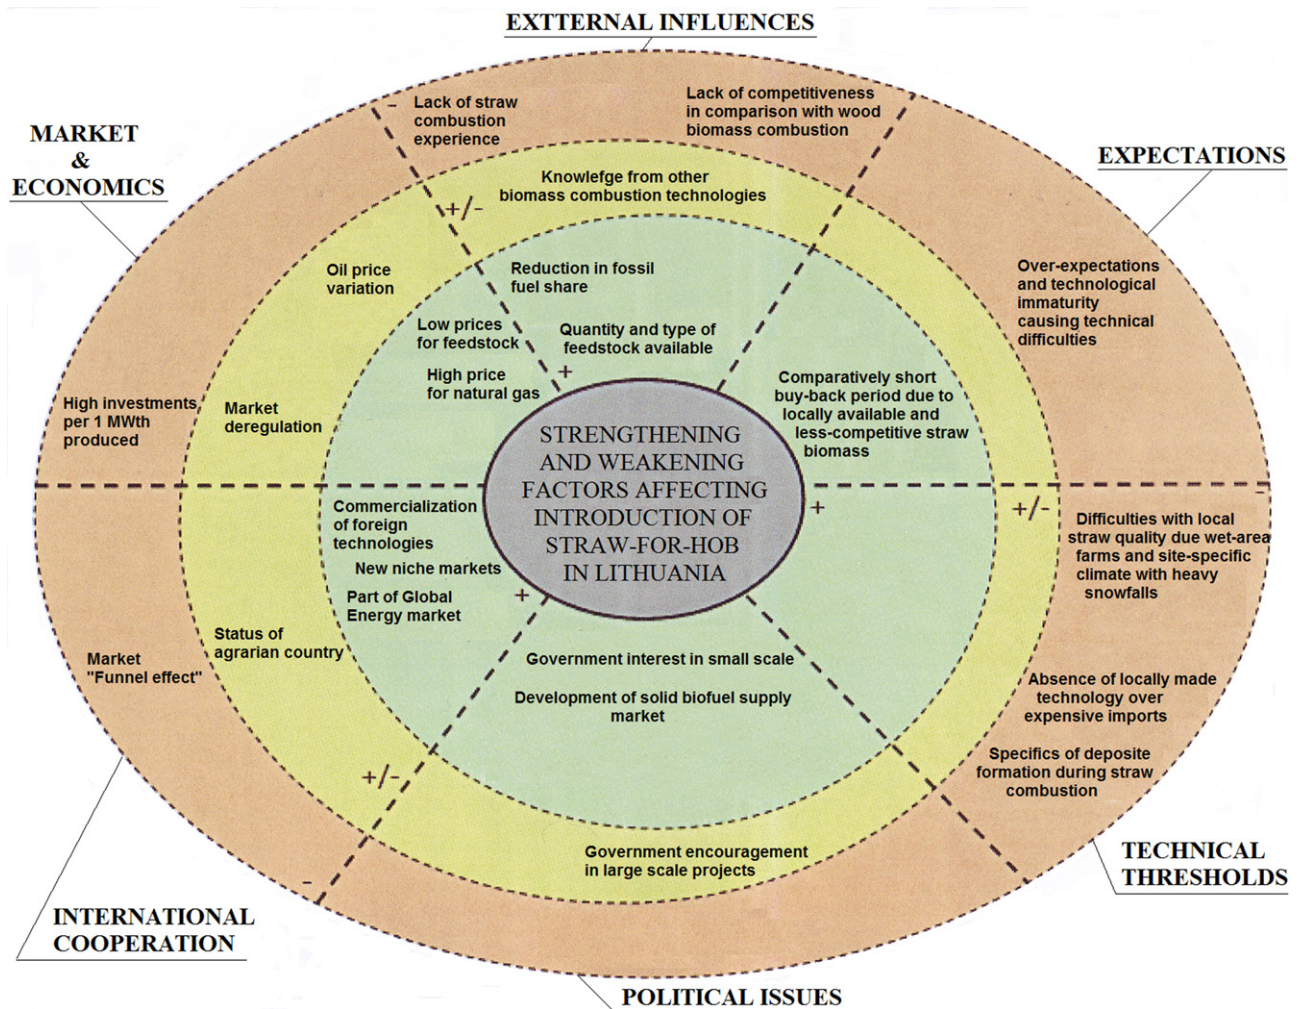 EXTTERNAL INFLUENCES
MARKET
&
ECONOMICS
EXPECTATIONS
-
Lack of straw
combustion
experience
Lack of competitiveness
in comparison with wood
biomass combustion
Knowlefge from other
biomass combustion technologies
+/-
Reduction in fossil
fuel share
Quantity and type of
feedstock available
+
Oil price
variation
Low prices
for feedstock
High price
for natural gas
High investments
per 1 MWth
produced
Market
deregulation
Over-expectations
and technological
immaturity
causing technical
difficulties
Comparatively short
buy-back period due to
locally available and
less-competitive straw
biomass
STRENGTHENING
AND WEAKENING
FACTORS AFFECTING
INTRODUCTION OF
STRAW-FOR-HOB
IN LITHUANIA
+
+/-
-
Difficulties with local
straw quality due wet-area
farms and site-specific
climate with heavy
snowfalls
Absence of locally made
technology over
expensive imports
Specifics of deposite
formation during straw
combustion
Commercialization
of foreign
technologies
New niche markets
+
Part of Global
Energy market
Status of
agrarian country
Market
"Funnel effect"
+/-
-
Government interest in small scale
Development of solid biofuel supply
market
Government encouragement
in large scale projects
TECHNICAL
THRESHOLDS
INTERNATIONAL
COOPERATION
POLITICAL ISSUES